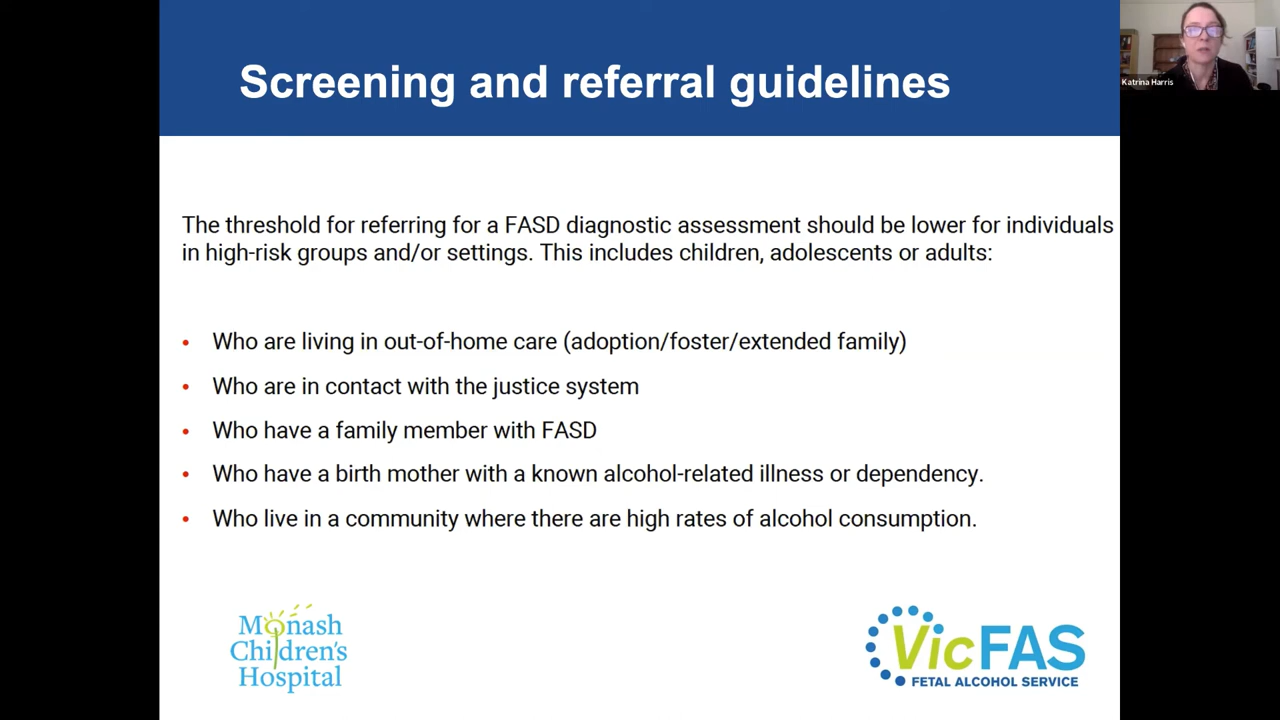 Screening and referral guidelines
Katrina Harris
The threshold for referring for a FASD diagnostic assessment should be lower for individuals
in high-risk groups and/or settings. This includes children, adolescents or adults:
• Who are living in out-of-home care (adoption/foster/extended family)
• Who are in contact with the justice system
• Who have a family member with FASD
• Who have a birth mother with a known alcohol-related illness or dependency.
• Who live in a community where there are high rates of alcohol consumption.
Monash
Children's
Hospital
VicFAS
FETAL ALCOHOL SERVICE